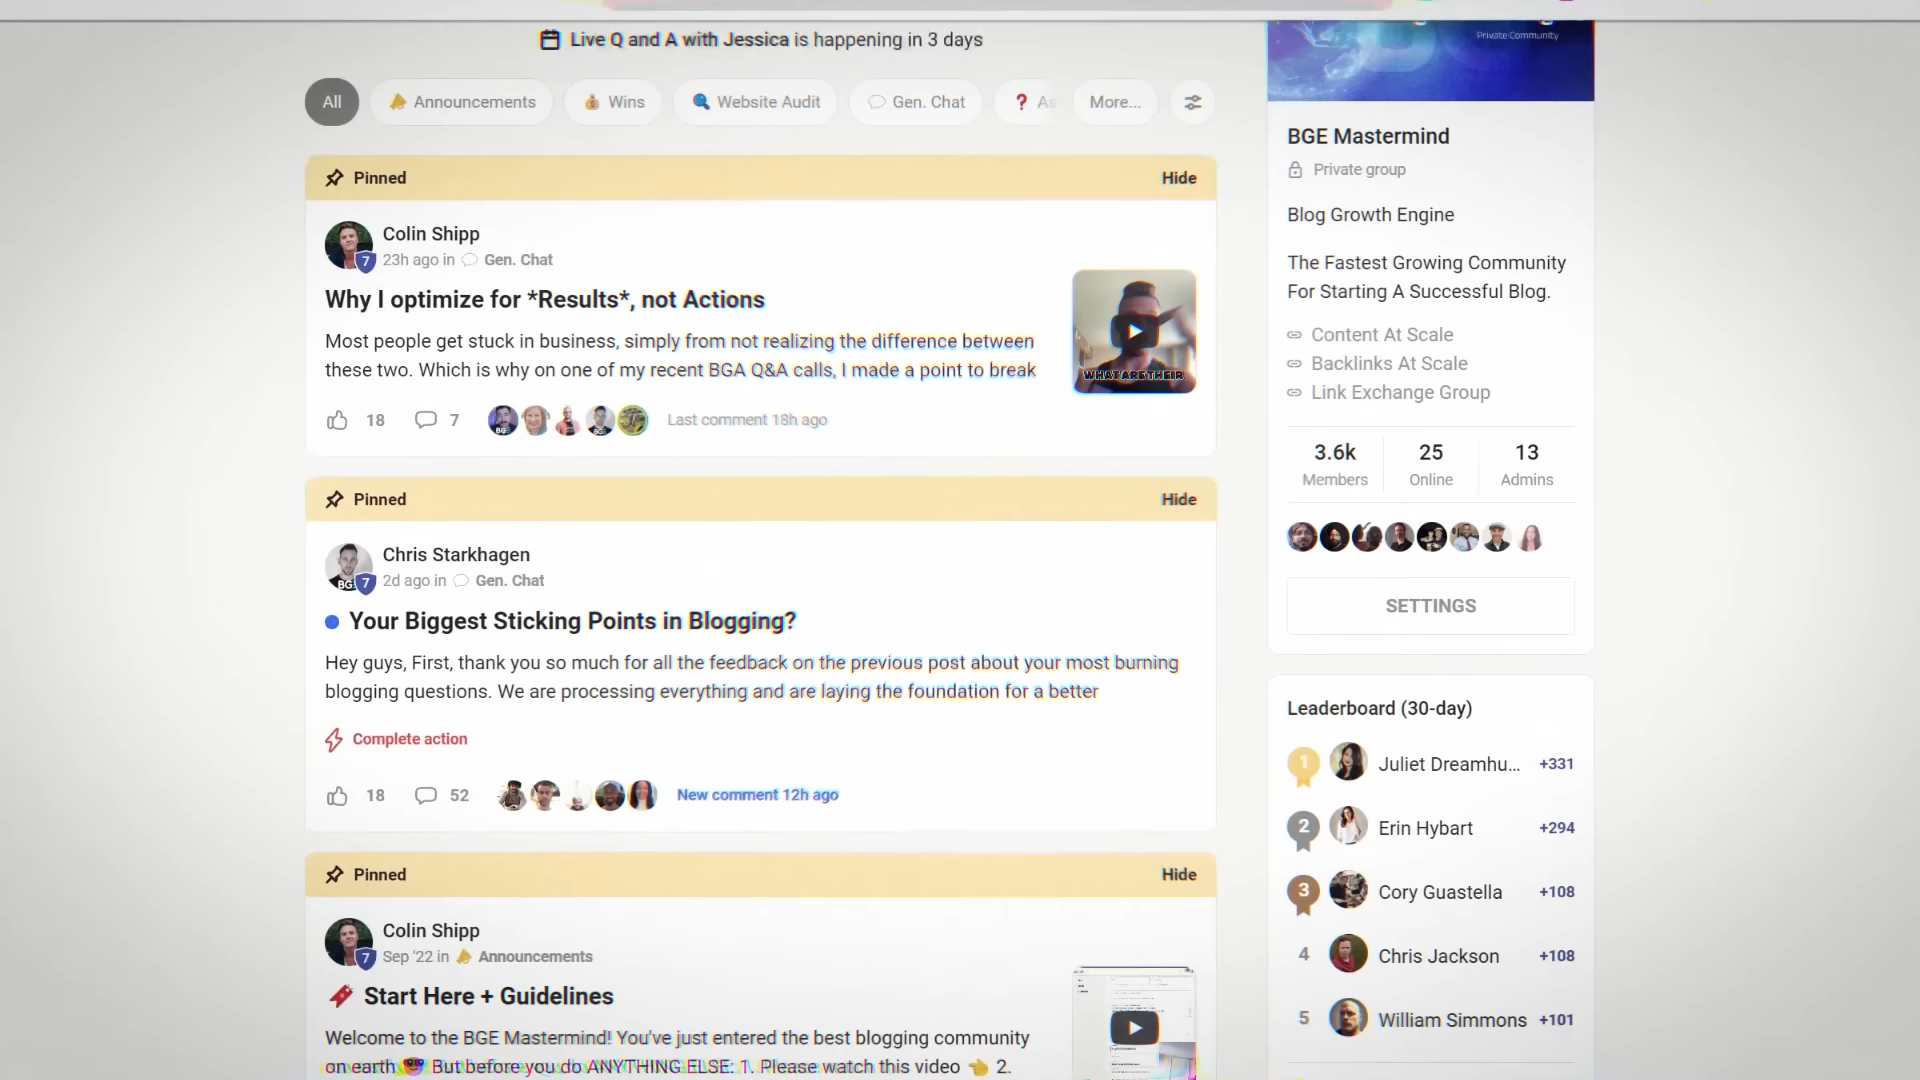 Live Q and A with Jessica is happening in 3 days
All
Announcements
Wins
Website Audit
Gen. Chat
As
More...
Pinned
Hide
Colin Shipp
7
23h ago in Gen. Chat
Why I optimize for *Results*, not Actions
Most people get stuck in business, simply from not realizing the difference between
these two. Which is why on one of my recent BGA Q&A calls, I made a point to break
WHAT ARE THEIR
18
7
Last comment 18h ago
Pinned
Hide
Chris Starkhagen
7
2d ago in Gen. Chat
Your Biggest Sticking Points in Blogging?
Hey guys, First, thank you so much for all the feedback on the previous post about your most burning
blogging questions. We are processing everything and are laying the foundation for a better
Complete action
18
52
New comment 12h ago
Pinned
Hide
Colin Shipp
7
Sep '22 in Announcements
Start Here + Guidelines
Welcome to the BGE Mastermind! You've just entered the best blogging community
on earth But before you do ANYTHING ELSE: 1. Please watch this video 2.
Private Community
BGE Mastermind
Private group
Blog Growth Engine
The Fastest Growing Community
For Starting A Successful Blog.
Content At Scale
Backlinks At Scale
Link Exchange Group
3.6k
Members
25
Online
13
Admins
SETTINGS
Leaderboard (30-day)
1 Juliet Dreamhu... +331
2 Erin Hybart +294
3 Cory Guastella +108
4 Chris Jackson +108
5 William Simmons +101